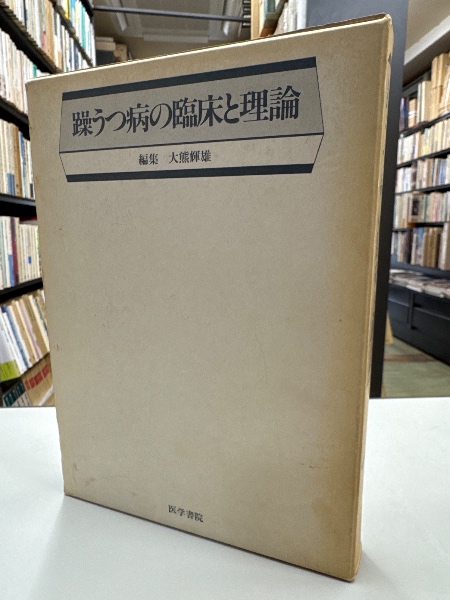 躁うつ病の臨床と理論
編集 大熊輝雄
医学書院